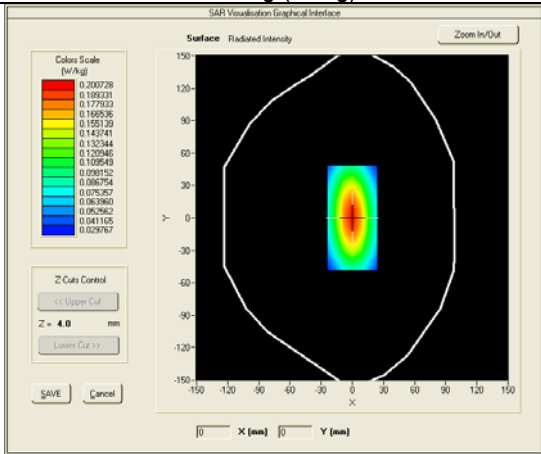 SAR Visualisation Graphical Interface
Surface Radiated Intensity
Zoom In/Out
Colors Scale
(W/kg)
0.200728
0.189331
0.177933
0.166536
0.155139
0.143741
0.132344
0.120946
0.109549
0.098152
0.086754
0.075357
0.063960
0.052562
0.041165
0.029767
150-
120-
90-
60-
30-
0-
-30-
-60-
-90-
-120-
-150-
Y
-150 -120 -90 -60 -30 0 30 60 90 120 150
X
Z-Cuts Control
<< Upper Cut
Z = 4.0 mm
Lower Cut >>
SAVE Cancel
0 X (mm) 0 Y (mm)